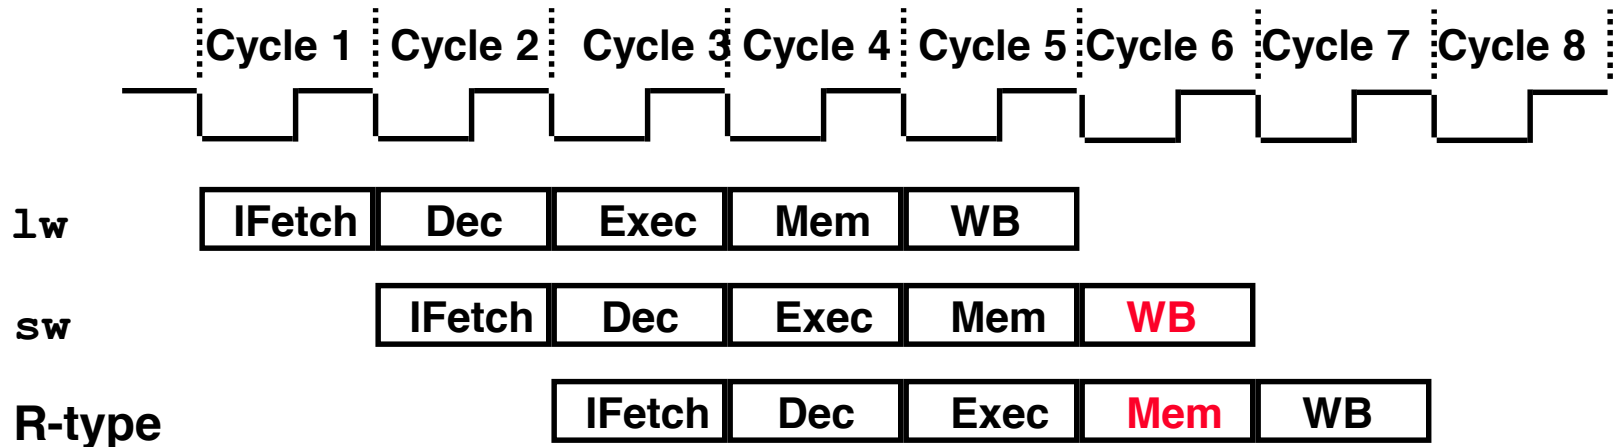 Cycle 1 Cycle 2 Cycle 3 Cycle 4 Cycle 5 Cycle 6 Cycle 7 Cycle 8
lw IFetch Dec Exec Mem WB
sw IFetch Dec Exec Mem WB
R-type IFetch Dec Exec Mem WB